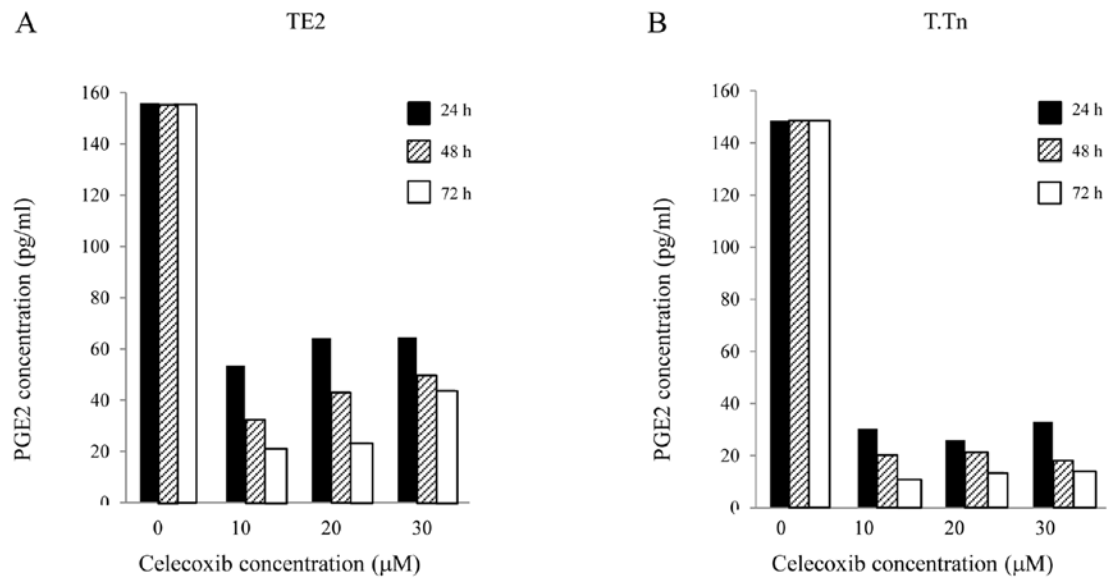 A
TE2
PGE2 concentration (pg/ml)
160
140
120
100
80
60
40
20
0
24 h
48 h
72 h
0 10 20 30
Celecoxib concentration (μM)
B
T.Tn
PGE2 concentration (pg/ml)
160
140
120
100
80
60
40
20
0
24 h
48 h
72 h
0 10 20 30
Celecoxib concentration (μM)